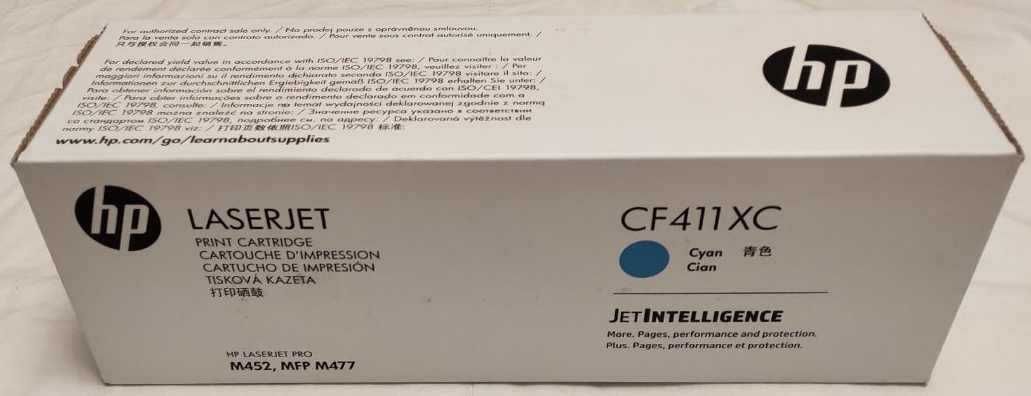 For authorized contract sale only. / Na prodej pouze s oprávněnou smlouvou.
Para la venta solo con contrato autorizado. / Pour vente sous contrat autorisé uniquement. /
只与授权合同一起销售。
For declared yield value in accordance with ISO/IEC 19798 see: / Pour connaître la valeur
de rendement déclarée conformément à la norme ISO/IEC 19798, veuillez visiter : / Per
maggiori informazioni su il rendimento dichiarato secondo ISO/IEC 19798 visitare il sito: /
Informationen zur durchschnittlichen Ergiebigkeit gemäß ISO/IEC 19798 erhalten Sie unter: /
Para obtener información sobre el rendimiento declarado de acuerdo con ISO/CEI 19798,
visite: / Para obter informações sobre o rendimento declarado em conformidade com a
ISO/IEC 19798, consulte: / Informacje na temat wydajności deklarowanej zgodnie z normą
ISO/IEC 19798 można znaleźć na stronie: / Значение ресурса указано в соответствии
со стандартом ISO/IEC 19798, подробнее см. по адресу: / Deklarovaná výtěžnost dle
normy ISO/IEC 19798 viz: / 打印页数依照ISO/IEC 19798 标准:
www.hp.com/go/learnaboutsupplies
hp
hp
LASERJET
PRINT CARTRIDGE
CARTOUCHE D'IMPRESSION
CARTUCHO DE IMPRESIÓN
TISKOVÁ KAZETA
打印硒鼓
HP LASERJET PRO
M452, MFP M477
CF411XC
Cyan 青色
Cian
JETINTELLIGENCE
More. Pages, performance and protection.
Plus. Pages, performance et protection.